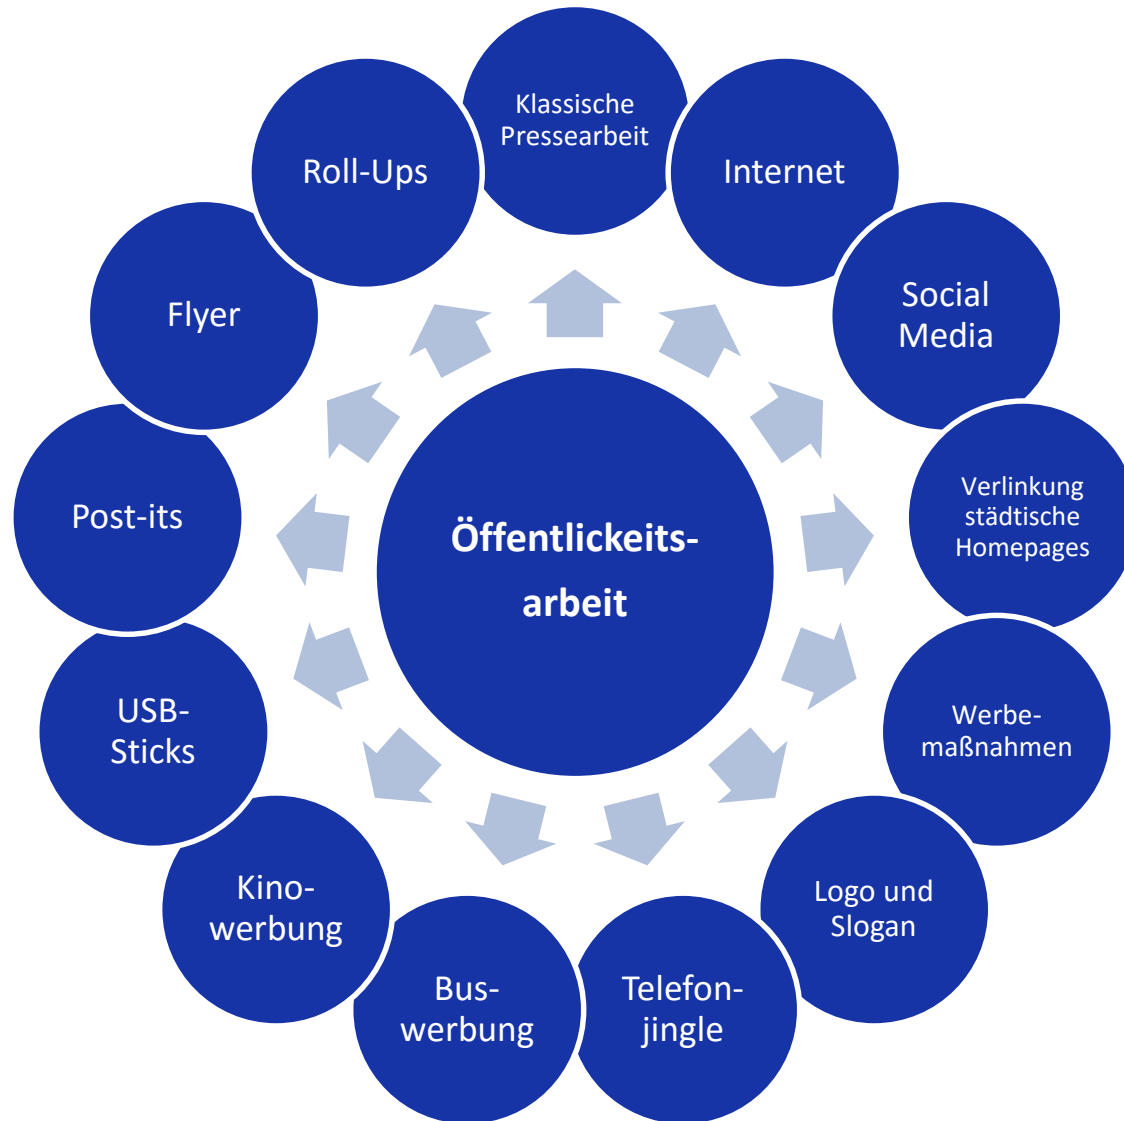 Klassische
Pressearbeit
Internet
Social
Media
Verlinkung
städtische
Homepages
Werbe-
maßnahmen
Logo und
Slogan
Telefon-
jingle
Bus-
werbung
Kino-
werbung
USB-
Sticks
Post-its
Flyer
Roll-Ups
Öffentlickeits-
arbeit